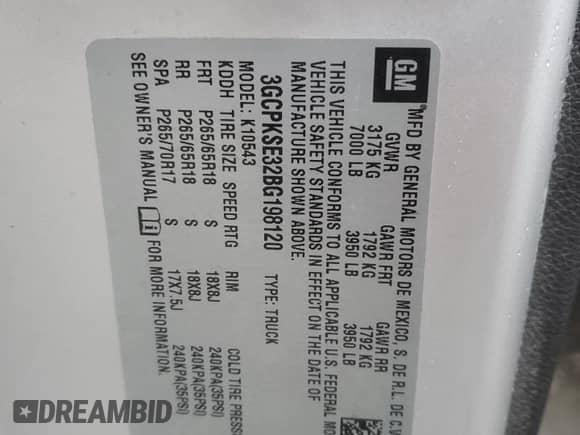 GM
MFD BY GENERAL MOTORS DE MEXICO, S. DE R.L. DE C.V
GVWR GAWR FRT GAWR RR
3175 KG 1792 KG 1792 KG
7000 LB 3950 LB 3950 LB
THIS VEHICLE CONFORMS TO ALL APPLICABLE U.S. FEDERAL MO
VEHICLE SAFETY STANDARDS IN EFFECT ON THE DATE OF
MANUFACTURE SHOWN ABOVE.
3GCPKSE32BG198120 TYPE: TRUCK
MODEL: K10543
KDDH TIRE SIZE SPEED RTG RIM COLD TIRE PRESS
FRT P265/65R18 S 18X8J 240KPA(35PSI)
RR P265/65R18 S 18X8J 240KPA(35PSI)
SPA P265/70R17 S 17X7.5J 240KPA(35PSI)
SEE OWNER'S MANUAL FOR MORE INFORMATION.
DREAMBID